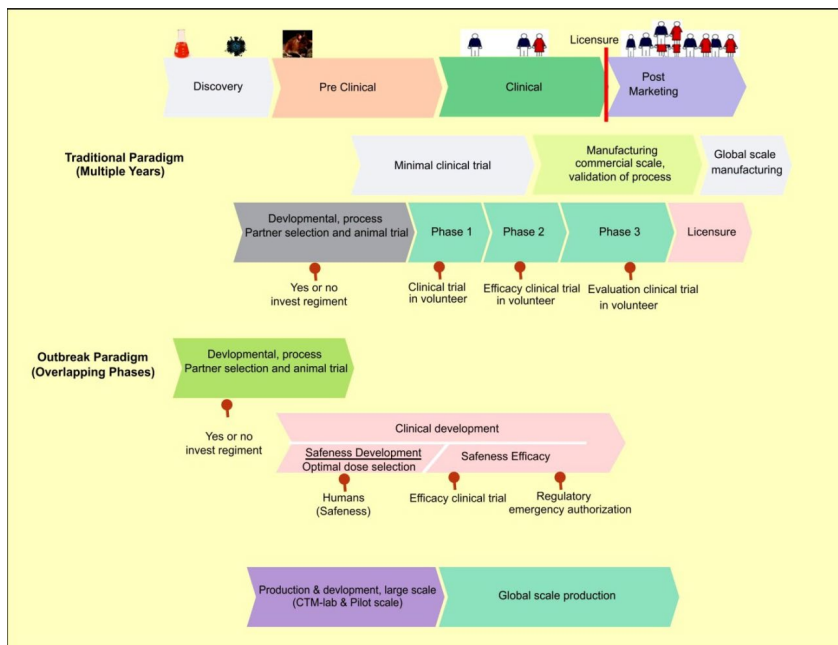 Licensure
Discovery
Pre Clinical
Clinical
Post
Marketing
Traditional Paradigm
(Multiple Years)
Minimal clinical trial
Manufacturing
commercial scale,
validation of process
Global scale
manufacturing
Devlopmental, process
Partner selection and animal trial
Phase 1
Phase 2
Phase 3
Licensure
Yes or no
invest regiment
Clinical trial
in volunteer
Efficacy clinical trial
in volunteer
Evaluation clinical trial
in volunteer
Outbreak Paradigm
(Overlapping Phases)
Devlopmental, process
Partner selection and animal trial
Yes or no
invest regiment
Clinical development
Safeness Development
Optimal dose selection
Safeness Efficacy
Humans
(Safeness)
Efficacy clinical trial
Regulatory
emergency authorization
Production & devlopment, large scale
(CTM-lab & Pilot scale)
Global scale production